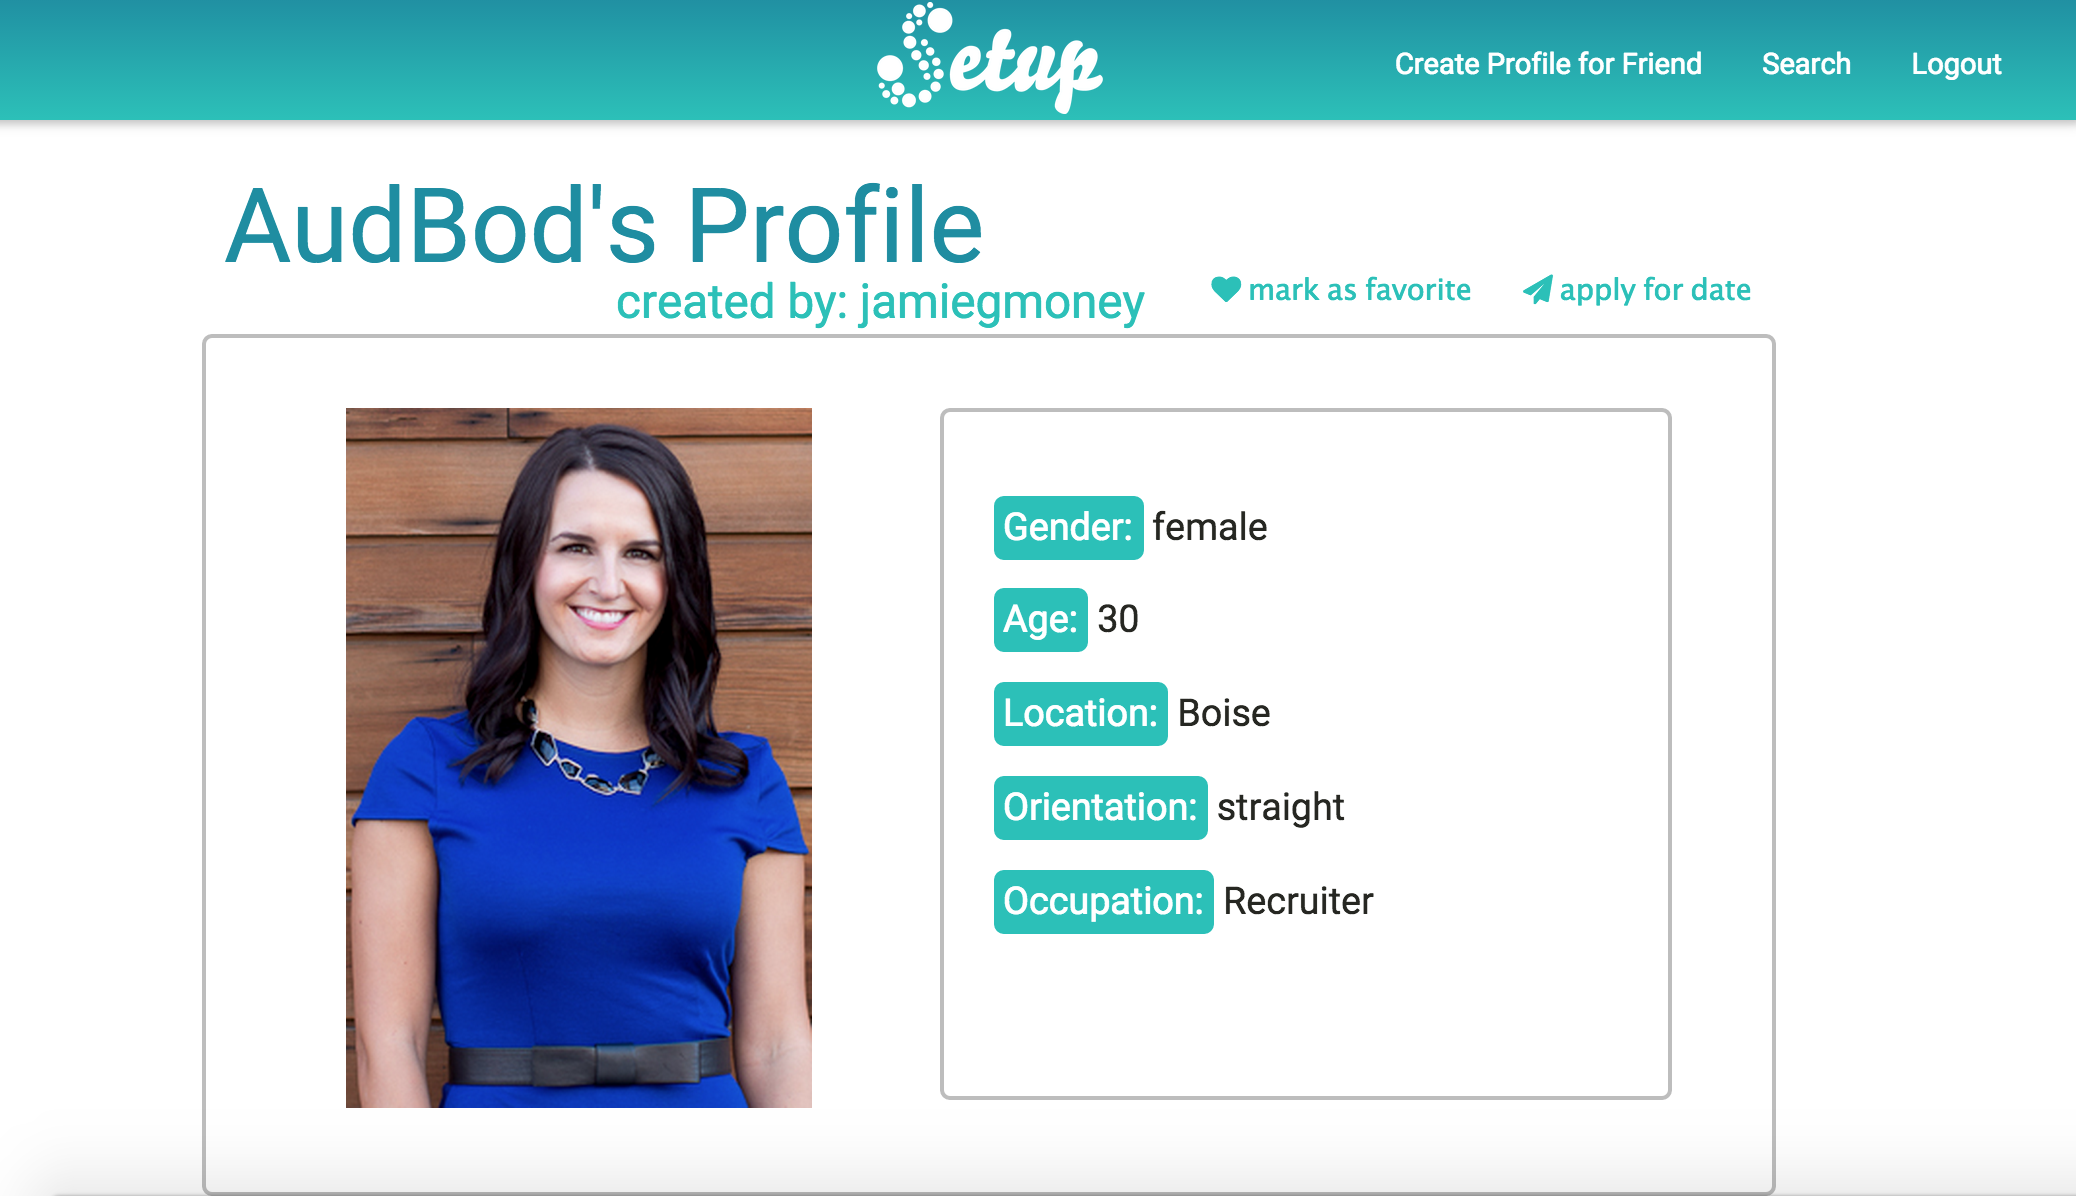 Setup
Create Profile for Friend Search Logout
AudBod's Profile
created by: jamiegmoney
mark as favorite apply for date
Gender: female
Age: 30
Location: Boise
Orientation: straight
Occupation: Recruiter